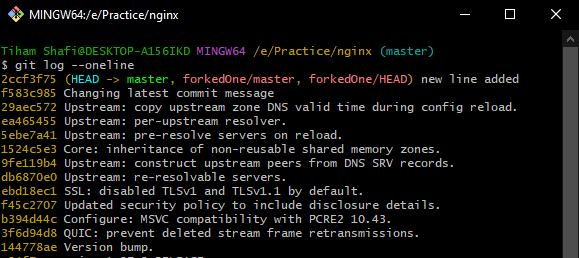 MINGW64:/e/Practice/nginx
Tiham Shafi@DESKTOP-A156IKD MINGW64 /e/Practice/nginx (master)
$ git log --oneline
2ccf3f75 (HEAD -> master, forkedOne/master, forkedOne/HEAD) new line added
f583c985 Changing latest commit message
29aec572 Upstream: copy upstream zone DNS valid time during config reload.
ea465455 Upstream: per-upstream resolver.
5ebe7a41 Upstream: pre-resolve servers on reload.
1524c5e3 Core: inheritance of non-reusable shared memory zones.
9fe119b4 Upstream: construct upstream peers from DNS SRV records.
db6870e0 Upstream: re-resolvable servers.
ebd18ec1 SSL: disabled TLSv1 and TLSv1.1 by default.
f45c2707 Updated security policy to include disclosure details.
b394d44c Configure: MSVC compatibility with PCRE2 10.43.
3f6d94d8 QUIC: prevent deleted stream frame retransmissions.
144778ae Version bump.